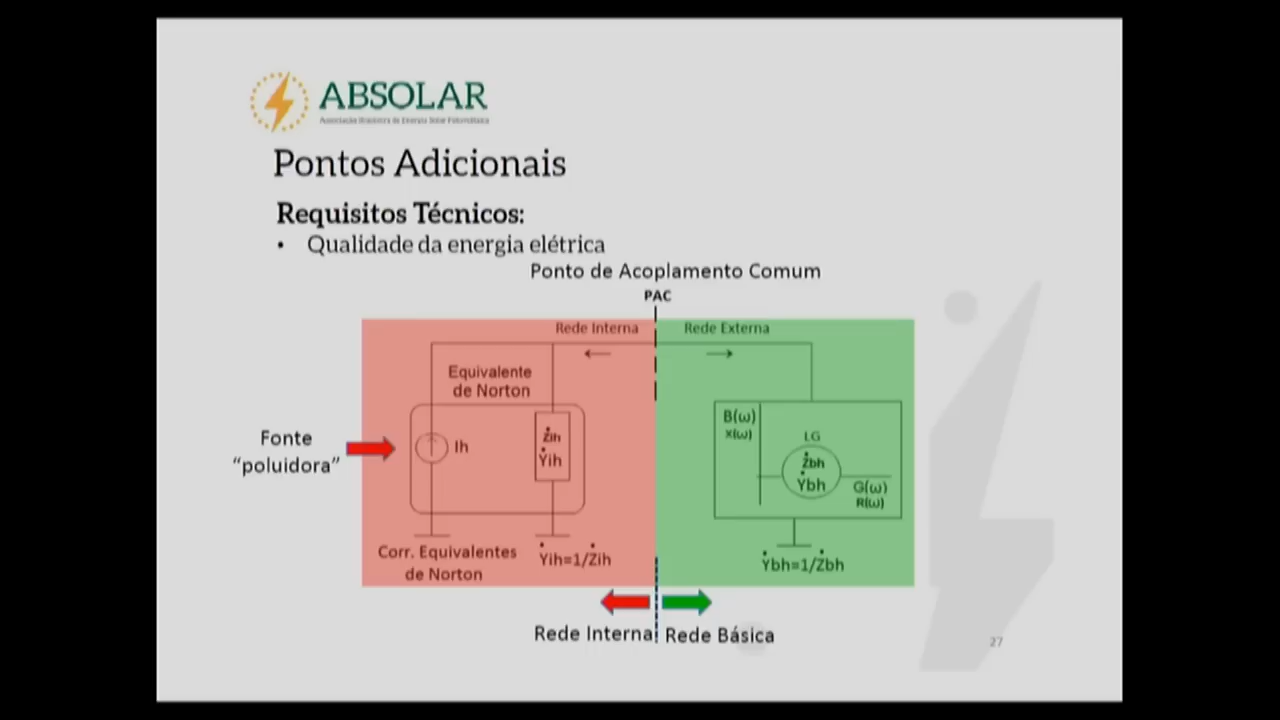 ABSOLAR
Associação Brasileira de Energia Solar Fotovoltaica
Pontos Adicionais
Requisitos Técnicos:
• Qualidade da energia elétrica
Ponto de Acoplamento Comum
PAC
Rede Interna
Rede Externa
Equivalente
de Norton
Fonte
“poluidora”
Ih
Żih
Ẏih
B(ω)
X(ω)
LG
Żbh
Ẏbh
G(ω)
R(ω)
Corr. Equivalentes
de Norton
Ẏih=1/Żih
Ẏbh=1/Żbh
Rede Interna
Rede Básica
27